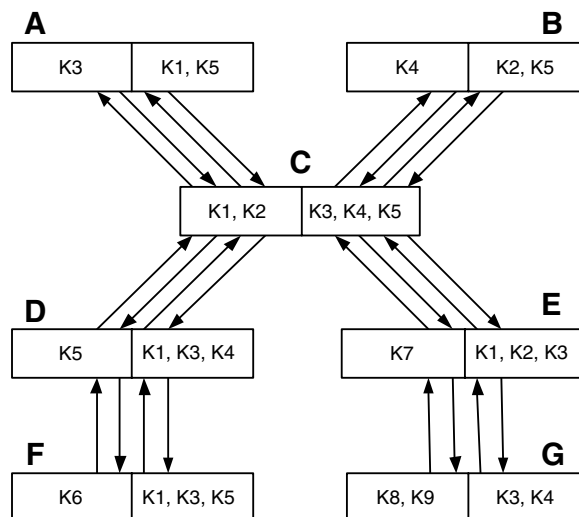 A B
K3 K1, K5 K4 K2, K5
C
K1, K2 K3, K4, K5
D E
K5 K1, K3, K4 K7 K1, K2, K3
F G
K6 K1, K3, K5 K8, K9 K3, K4